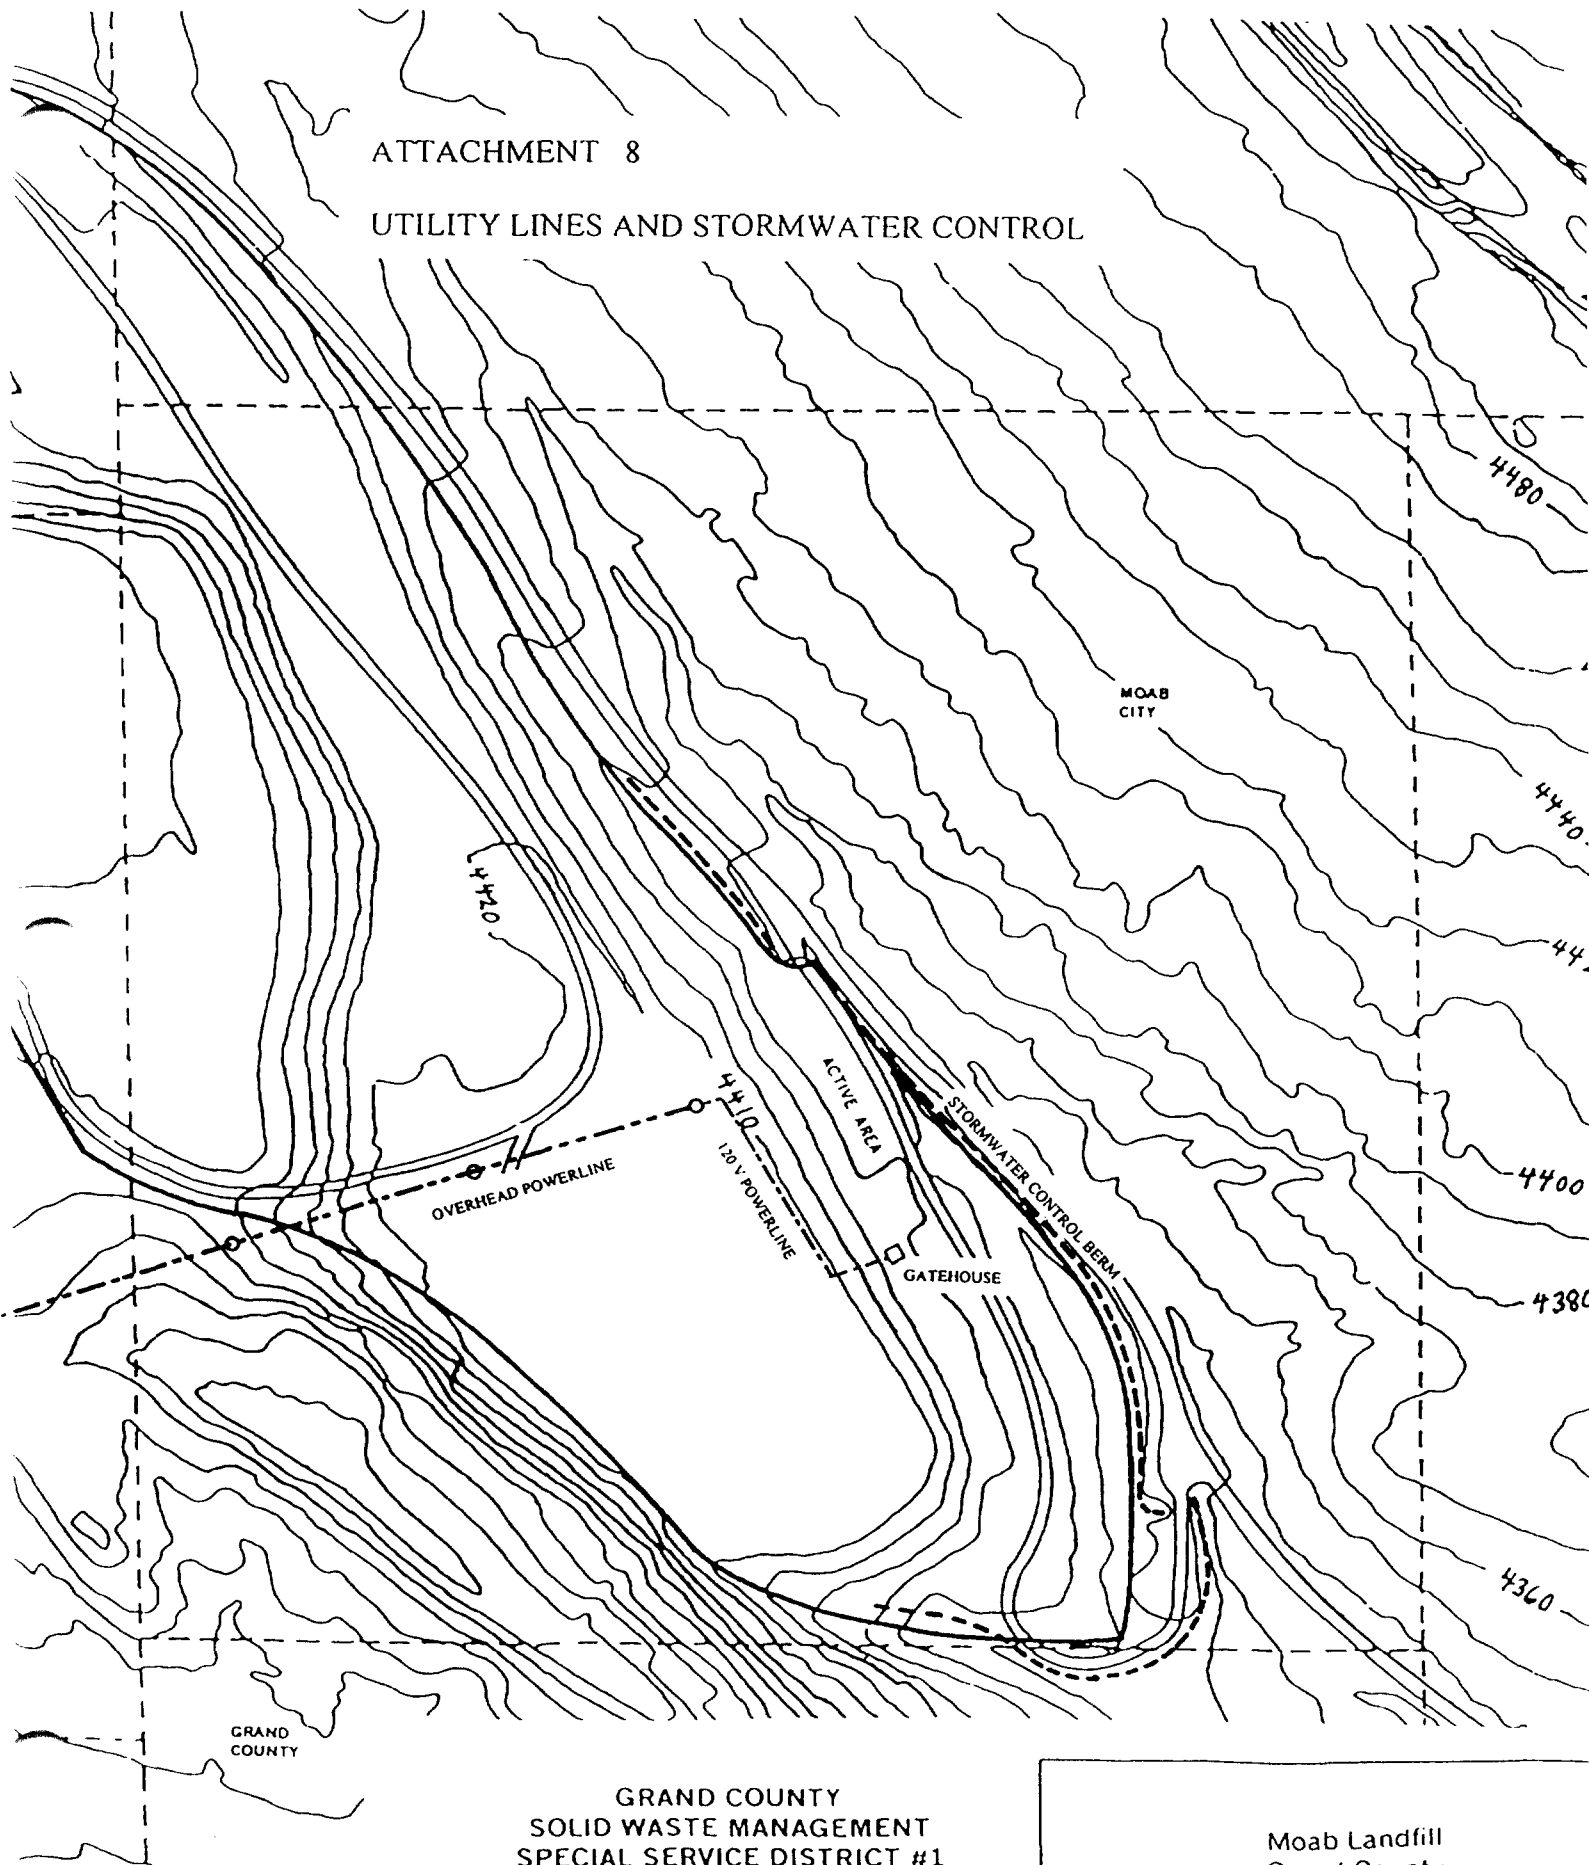 ATTACHMENT 8
UTILITY LINES AND STORMWATER CONTROL
4480
MOAB
CITY
4440
4420
442
4410
ACTIVE AREA
STORMWATER CONTROL BERM
120 V POWERLINE
OVERHEAD POWERLINE
4400
GATEHOUSE
4380
4360
GRAND
COUNTY
GRAND COUNTY
SOLID WASTE MANAGEMENT
SPECIAL SERVICE DISTRICT #1
Moab Landfill